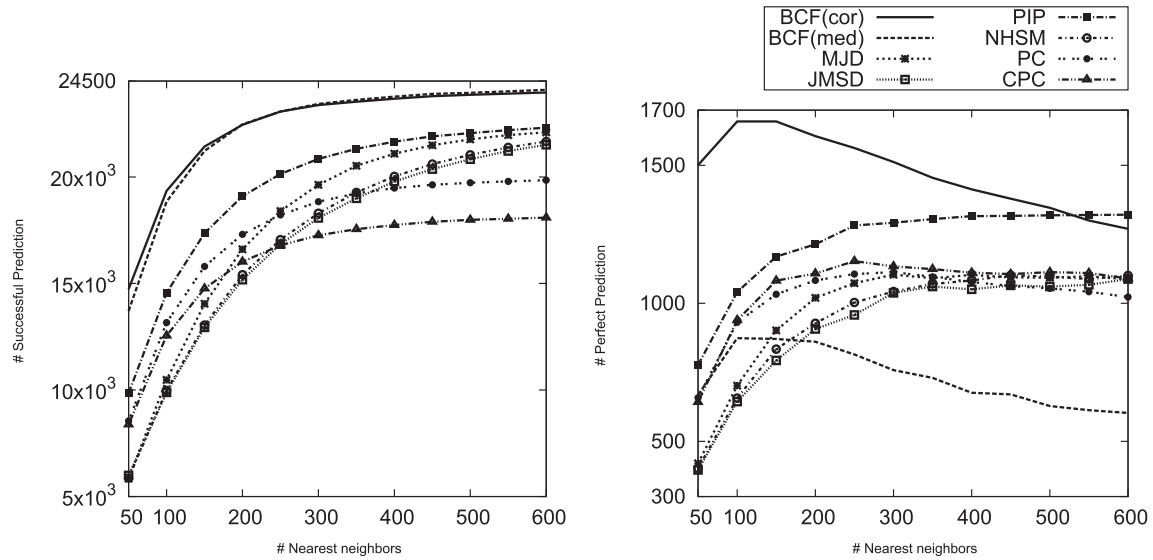 BCF(cor)
BCF(med)
MJD
JMSD
PIP
NHSM
PC
CPC
24500
20x10³
15x10³
10x10³
5x10³
# Successful Prediction
50 100 200 300 400 500 600
# Nearest neighbors
1700
1500
1000
500
300
# Perfect Prediction
50 100 200 300 400 500 600
# Nearest neighbors